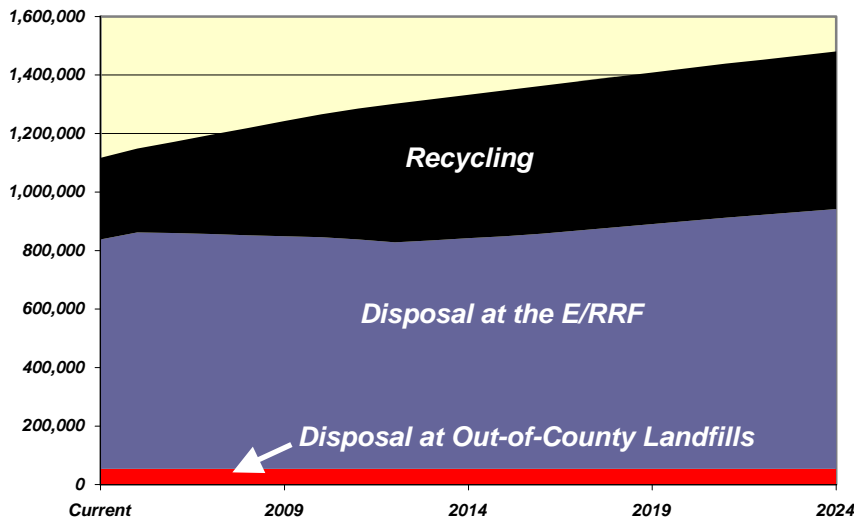 1,600,000
1,400,000
1,200,000
1,000,000
800,000
600,000
400,000
200,000
0
Recycling
Disposal at the E/RRF
Disposal at Out-of-County Landfills
Current 2009 2014 2019 2024